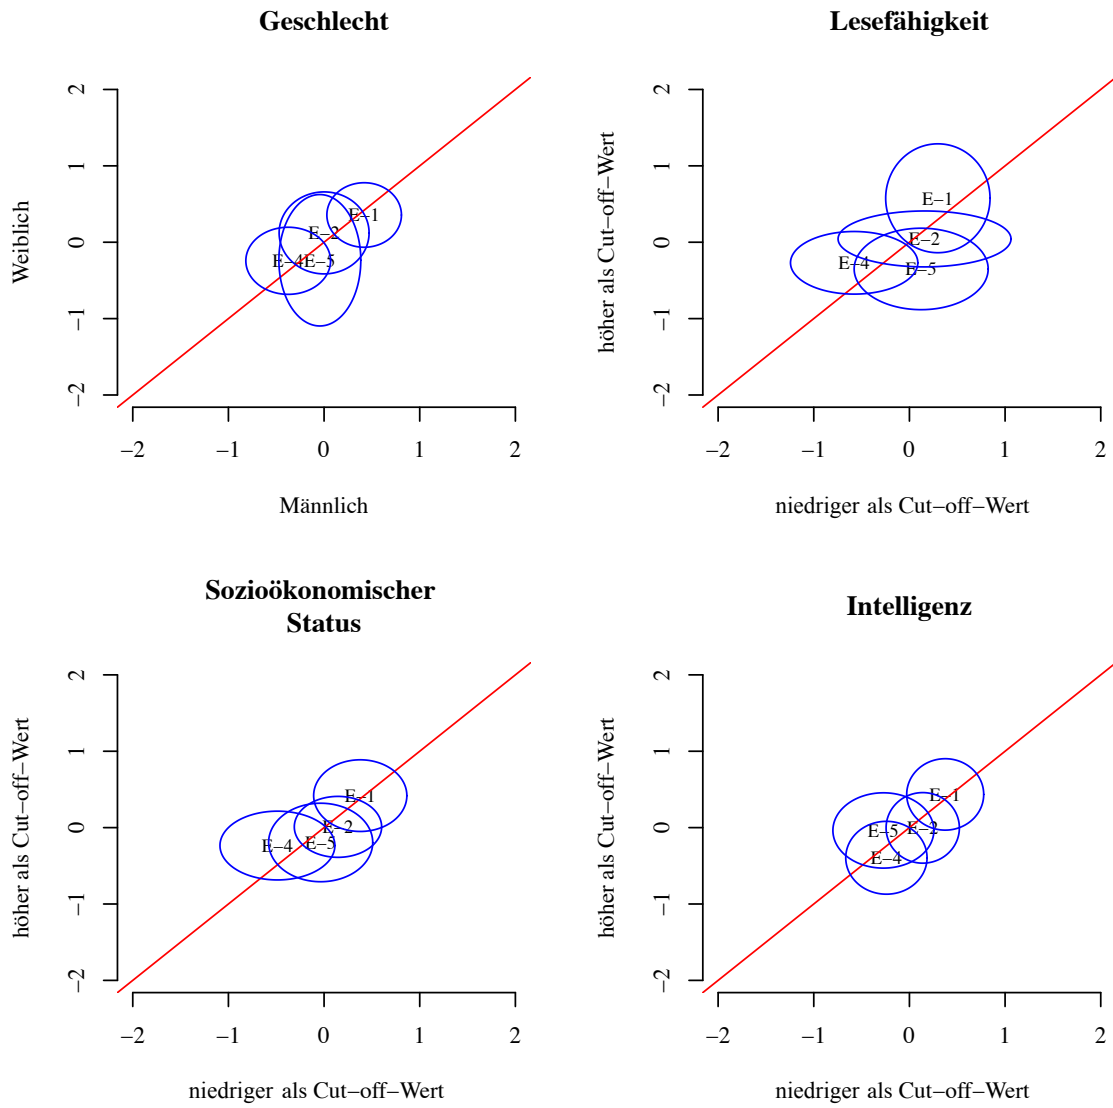 Geschlecht
Weiblich
2
1
0
−1
−2
E−1
E−2
E−4
E−5
−2 −1 0 1 2
Männlich
Lesefähigkeit
höher als Cut−off−Wert
2
1
0
−1
−2
E−1
E−2
E−4
E−5
−2 −1 0 1 2
niedriger als Cut−off−Wert
Sozioökonomischer
Status
höher als Cut−off−Wert
2
1
0
−1
−2
E−1
E−2
E−5
E−4
−2 −1 0 1 2
niedriger als Cut−off−Wert
Intelligenz
höher als Cut−off−Wert
2
1
0
−1
−2
E−1
E−2
E−5
E−4
−2 −1 0 1 2
niedriger als Cut−off−Wert